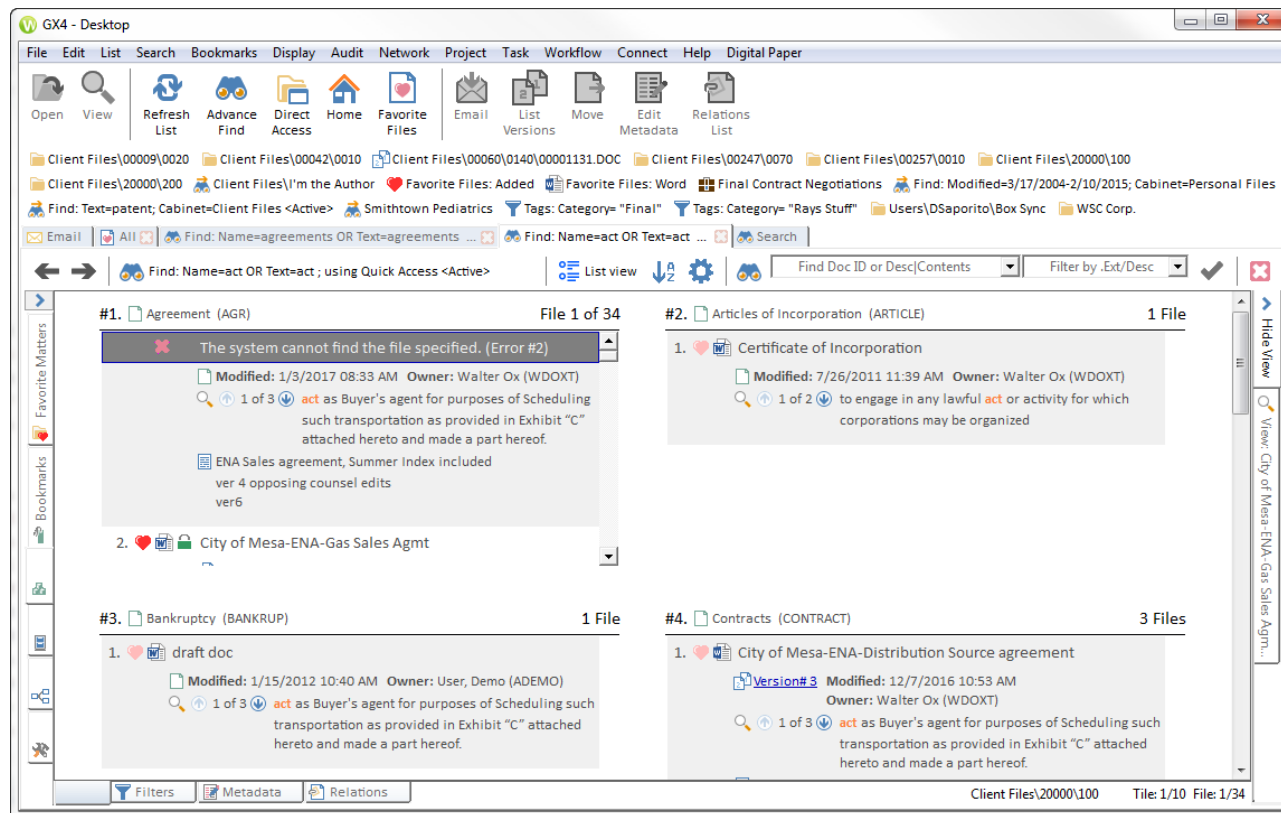 GX4 - Desktop
File Edit List Search Bookmarks Display Audit Network Project Task Workflow Connect Help Digital Paper
Open View Refresh List Advance Find Direct Access Home Favorite Files Email List Versions Move Edit Metadata Relations List
Client Files\00009\0020 Client Files\00042\0010 Client Files\00060\0140\00001131.DOC Client Files\00247\0070 Client Files\00257\0010 Client Files\20000\100
Client Files\20000\200 Client Files\I'm the Author Favorite Files: Added Favorite Files: Word Final Contract Negotiations Find: Modified=3/17/2004-2/10/2015; Cabinet=Personal Files
Find: Text=patent; Cabinet=Client Files <Active> Smithtown Pediatrics Tags: Category= "Final" Tags: Category= "Rays Stuff" Users\DSaporito\Box Sync WSC Corp.
Email All Find: Name=agreements OR Text=agreements ... Find: Name=act OR Text=act ... Search
Find: Name=act OR Text=act ; using Quick Access <Active> List view Find Doc ID or Desc|Contents Filter by .Ext/Desc
Favorite Matters
Bookmarks
#1. Agreement (AGR) File 1 of 34
The system cannot find the file specified. (Error #2)
Modified: 1/3/2017 08:33 AM Owner: Walter Ox (WDOXT)
1 of 3 act as Buyer's agent for purposes of Scheduling
such transportation as provided in Exhibit "C"
attached hereto and made a part hereof.
ENA Sales agreement, Summer Index included
ver 4 opposing counsel edits
ver6
2. City of Mesa-ENA-Gas Sales Agmt
#2. Articles of Incorporation (ARTICLE) 1 File
1. Certificate of Incorporation
Modified: 7/26/2011 11:39 AM Owner: Walter Ox (WDOXT)
1 of 2 to engage in any lawful act or activity for which
corporations may be organized
#3. Bankruptcy (BANKRUP) 1 File
1. draft doc
Modified: 1/15/2012 10:40 AM Owner: User, Demo (ADEMO)
1 of 3 act as Buyer's agent for purposes of Scheduling such
transportation as provided in Exhibit "C" attached
hereto and made a part hereof.
#4. Contracts (CONTRACT) 3 Files
1. City of Mesa-ENA-Distribution Source agreement
Version# 3 Modified: 12/7/2016 10:53 AM
Owner: Walter Ox (WDOXT)
1 of 3 act as Buyer's agent for purposes of Scheduling such
transportation as provided in Exhibit "C" attached
hereto and made a part hereof.
Hide View
View: City of Mesa-ENA-Gas Sales Agm...
Filters Metadata Relations
Client Files\20000\100 Tile: 1/10 File: 1/34